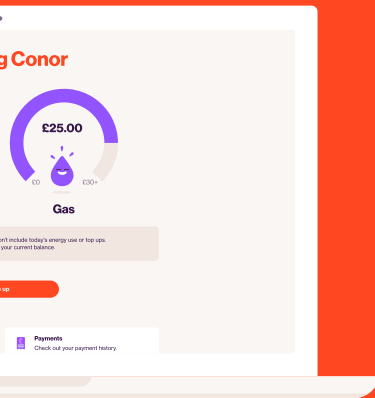 g Conor
£25.00
£0 £30+
Gas
on't include today's energy use or top ups.
your current balance
up
Payments
Check out your payment history.